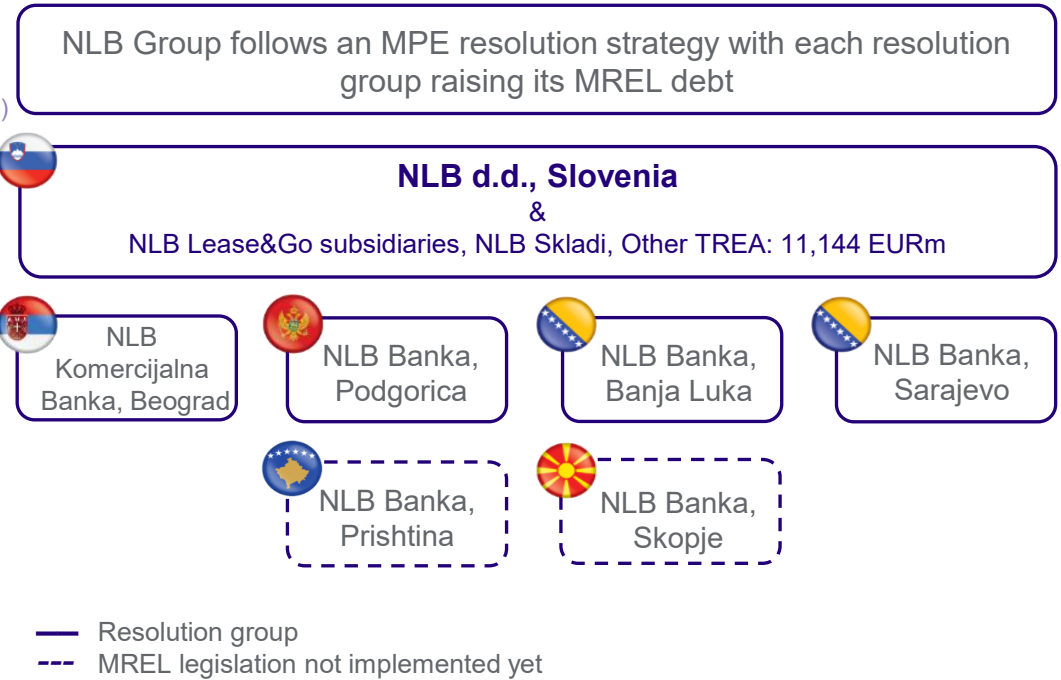 NLB Group follows an MPE resolution strategy with each resolution
group raising its MREL debt
)
NLB d.d., Slovenia
&
NLB Lease&Go subsidiaries, NLB Skladi, Other TREA: 11,144 EURm
NLB
Komercijalna
Banka, Beograd
NLB Banka,
Podgorica
NLB Banka,
Banja Luka
NLB Banka,
Sarajevo
NLB Banka,
Prishtina
NLB Banka,
Skopje
Resolution group
MREL legislation not implemented yet